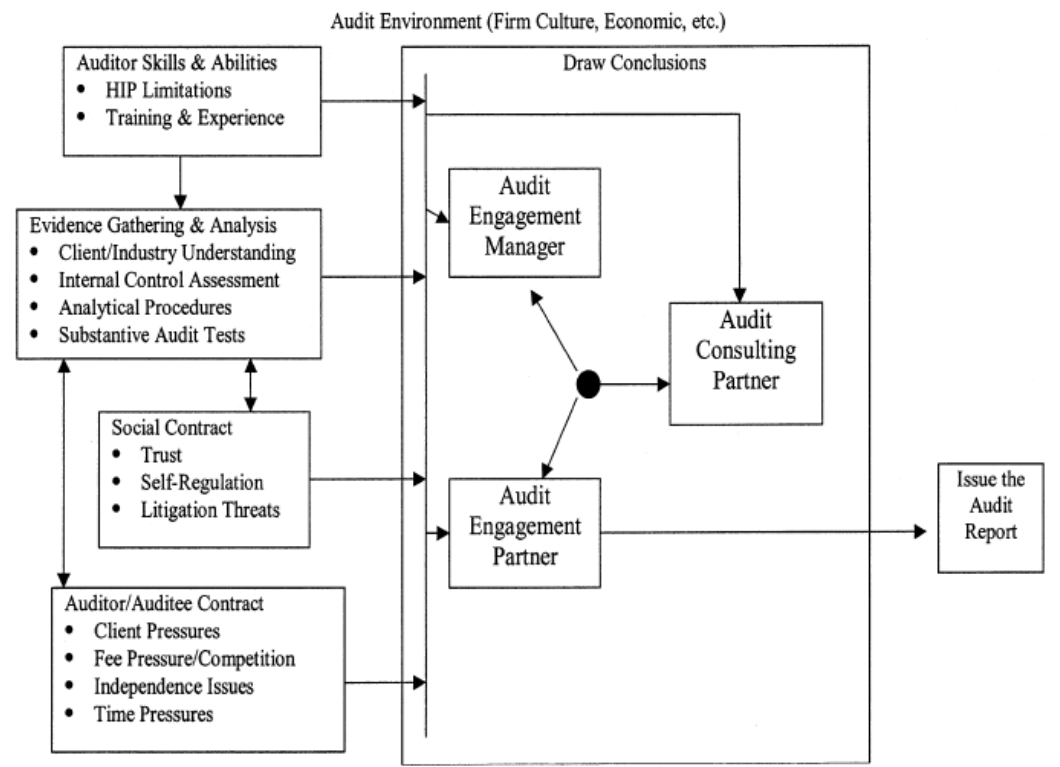 Audit Environment (Firm Culture, Economic, etc.)
Auditor Skills & Abilities
• HIP Limitations
• Training & Experience
Evidence Gathering & Analysis
• Client/Industry Understanding
• Internal Control Assessment
• Analytical Procedures
• Substantive Audit Tests
Social Contract
• Trust
• Self-Regulation
• Litigation Threats
Auditor/Auditee Contract
• Client Pressures
• Fee Pressure/Competition
• Independence Issues
• Time Pressures
Draw Conclusions
Audit
Engagement
Manager
Audit
Consulting
Partner
Audit
Engagement
Partner
Issue the
Audit
Report